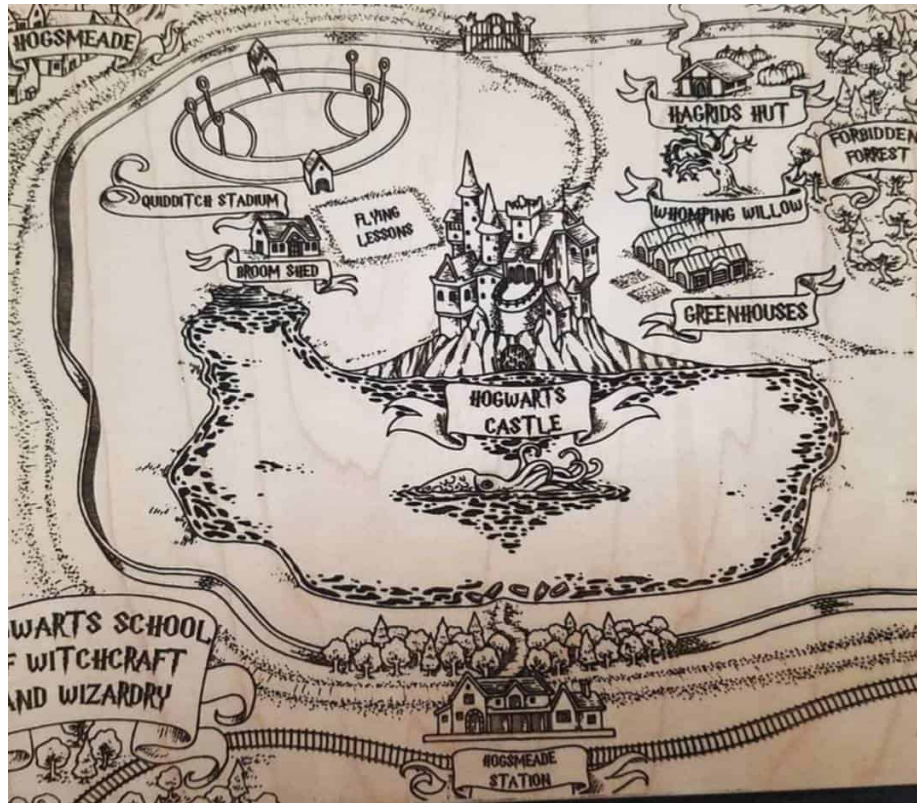 HOGSMEADE
HAGRIDS HUT
FORBIDDEN
FORREST
QUIDDITCH STADIUM
FLYING
LESSONS
WHOMPING WILLOW
BROOM SHED
GREENHOUSES
HOGWARTS
CASTLE
WARTS SCHOOL
F WITCHCRAFT
AND WIZARDRY
HOGSMEADE
STATION